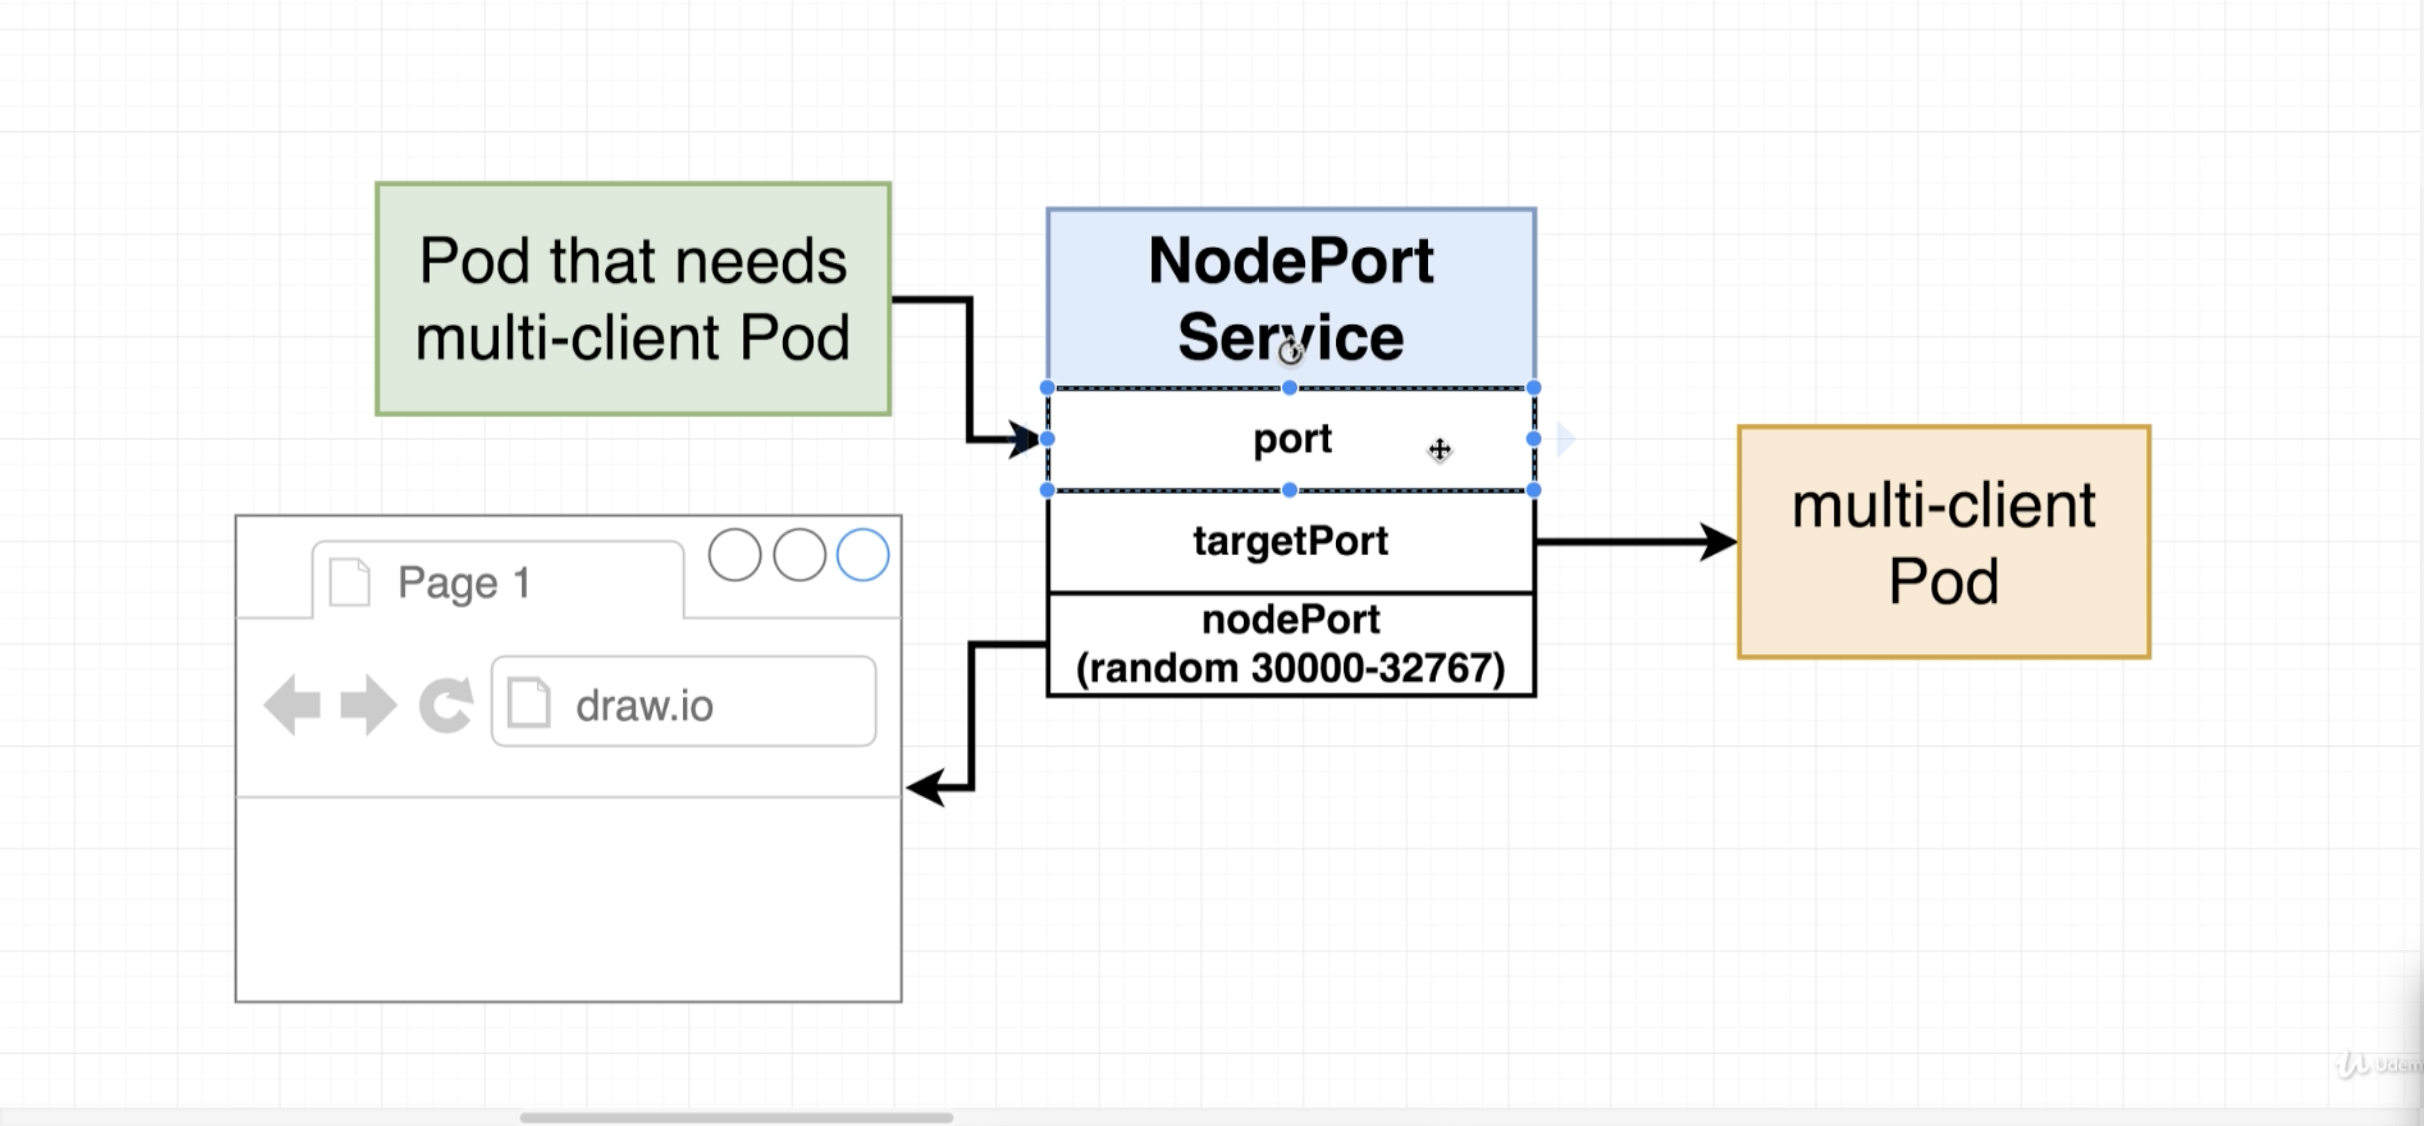 Pod that needs
multi-client Pod
NodePort
Service
port
targetPort
nodePort
(random 30000-32767)
multi-client
Pod
Page 1
draw.io